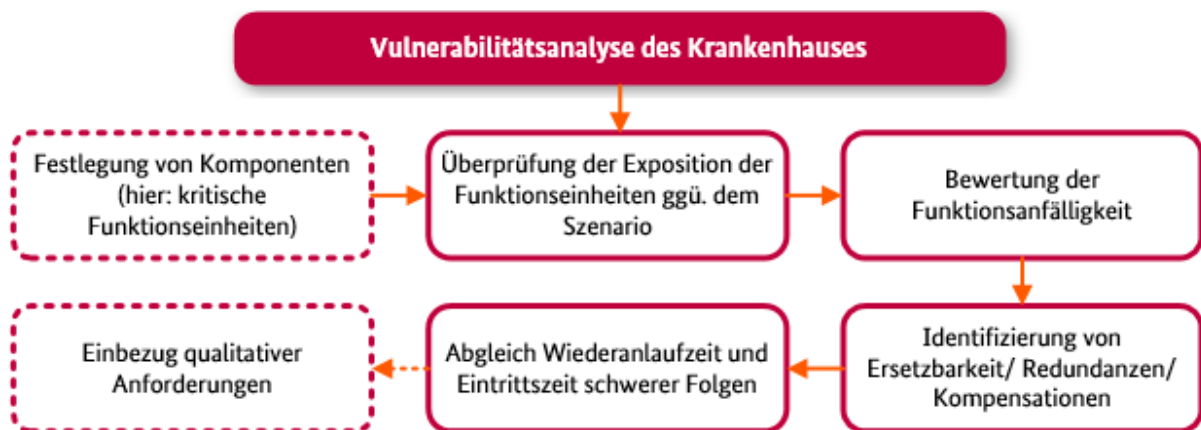 Vulnerabilitätsanalyse des Krankenhauses
Festlegung von Komponenten
(hier: kritische
Funktionseinheiten)
Überprüfung der Exposition der
Funktionseinheiten ggü. dem
Szenario
Bewertung der
Funktionsanfälligkeit
Identifizierung von
Ersetzbarkeit/ Redundanzen/
Kompensationen
Abgleich Wiederanlaufzeit und
Eintrittszeit schwerer Folgen
Einbezug qualitativer
Anforderungen